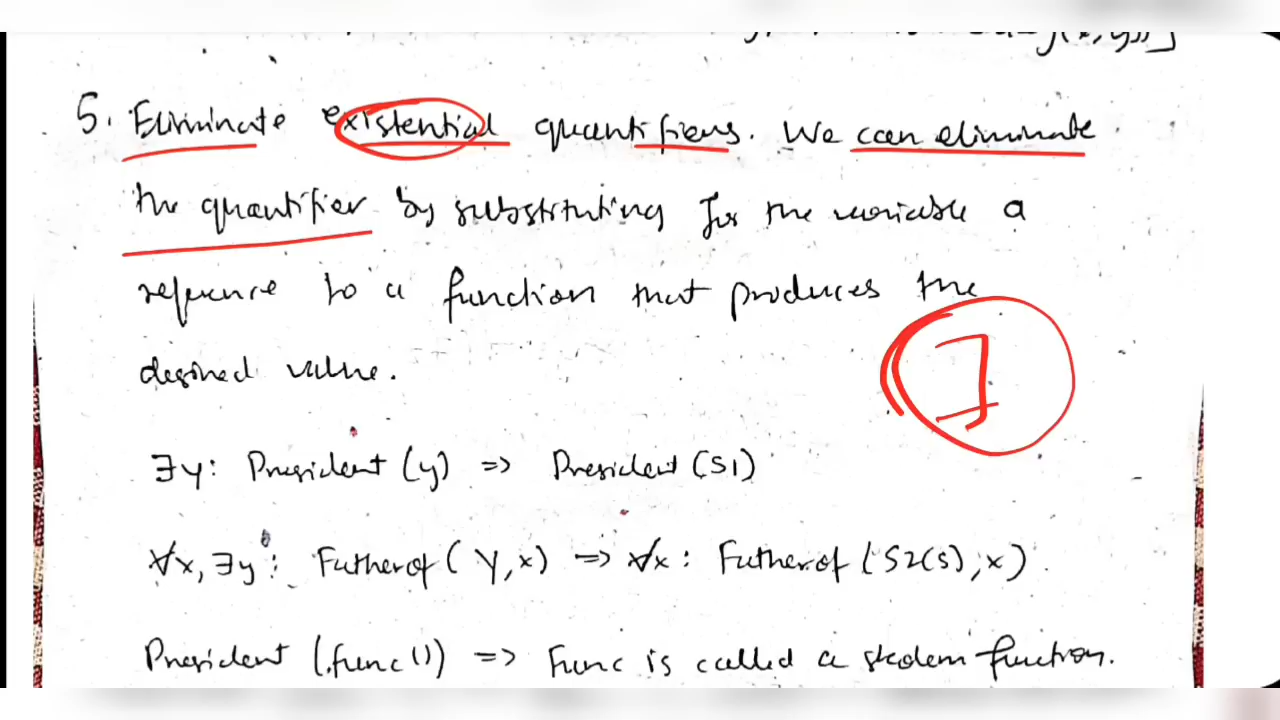 5. Eliminate existential quantifiers. We can eliminate
the quantifier by substituting for the variable a
reference to a function that produces the
desired value.
∃
∃y: President (y) => President (S1)
∀x, ∃y: Fatherof (Y, x) => ∀x: Fatherof (S2(S), x)
President (func()) => Func is called a skolem function.